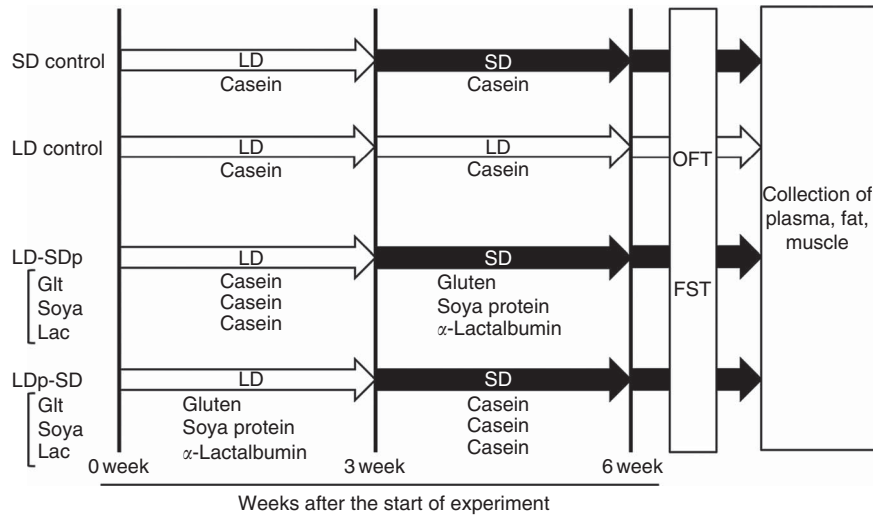 SD control
LD
SD
Casein
Casein
LD control
LD
LD
Casein
Casein
OFT
FST
Collection of
plasma, fat,
muscle
LD-SDp
LD
SD
Glt
Soya
Lac
Casein
Casein
Casein
Gluten
Soya protein
α-Lactalbumin
LDp-SD
LD
SD
Glt
Soya
Lac
Gluten
Soya protein
α-Lactalbumin
Casein
Casein
Casein
0 week
3 week
6 week
Weeks after the start of experiment